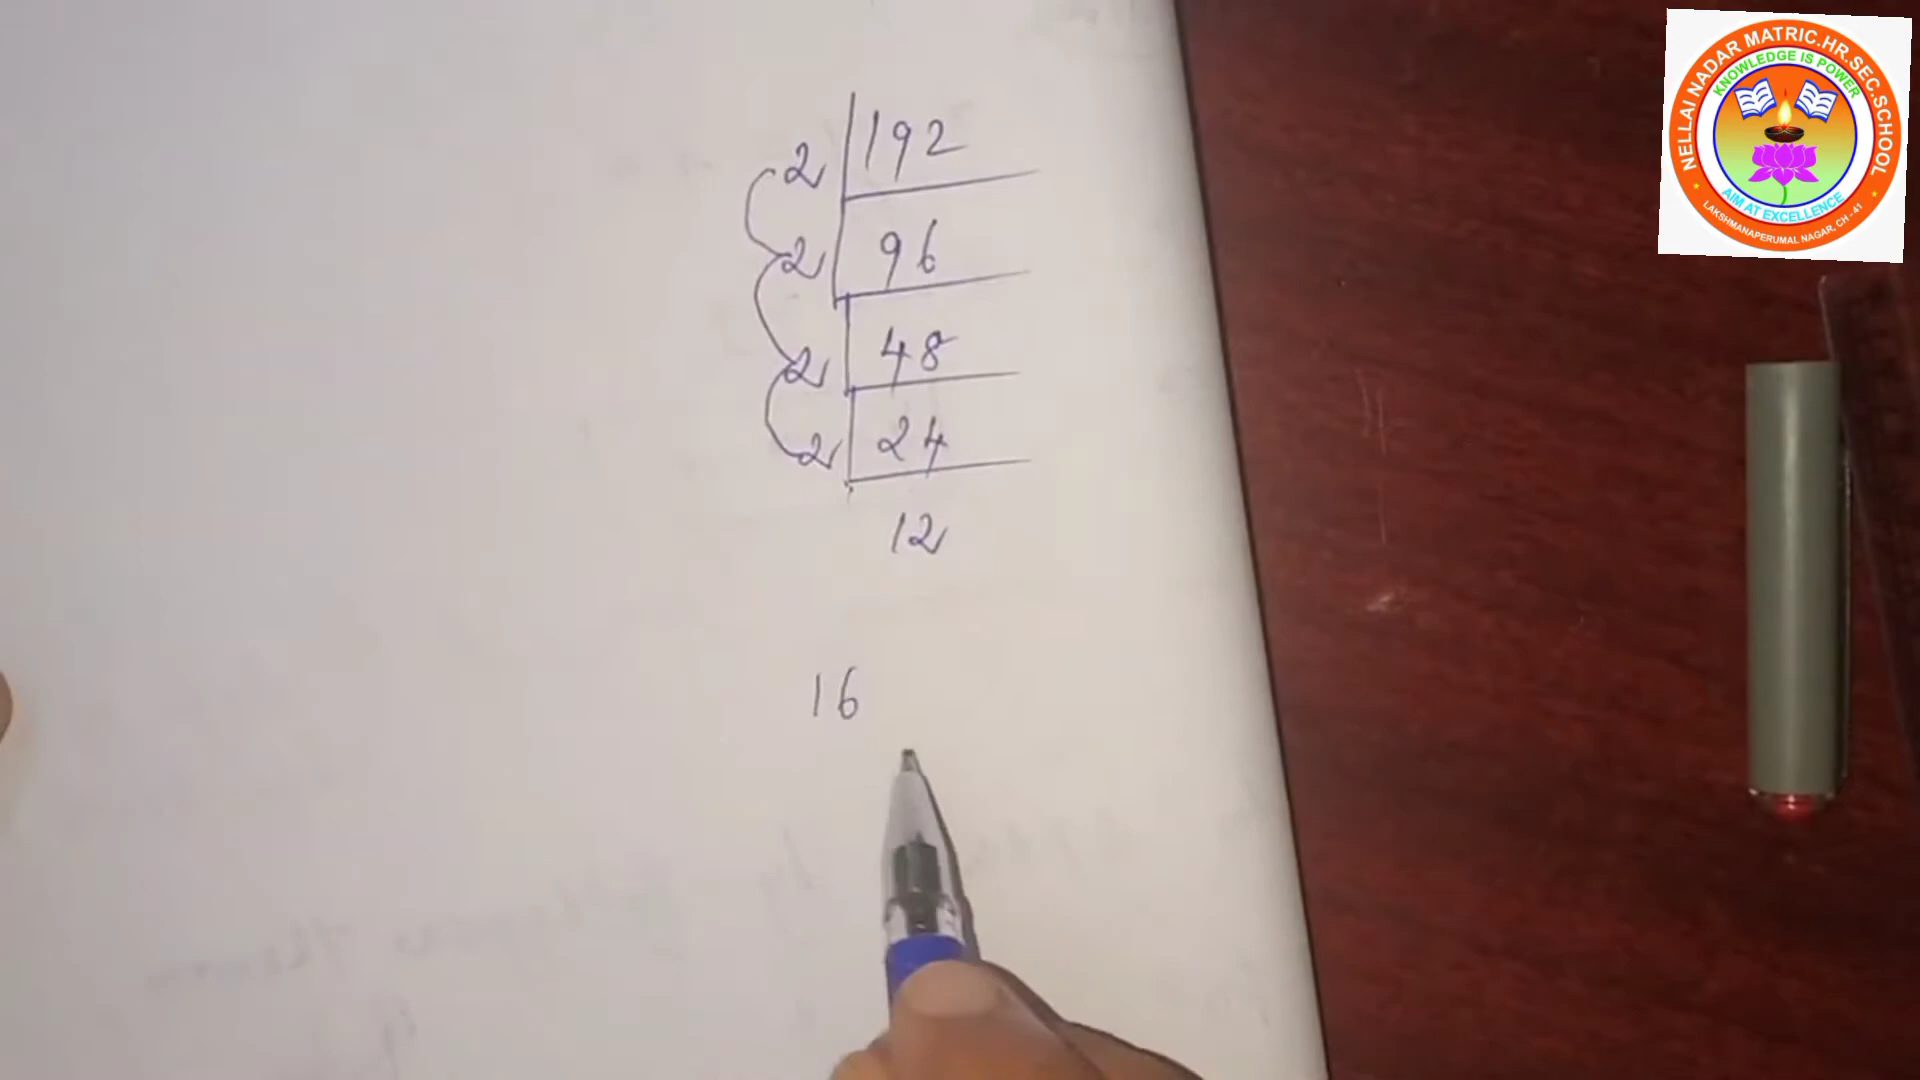 2 192
2 96
2 48
2 24
12
16
NELLAI NADAR MATRIC.HR.SEC.SCHOOL
KNOWLEDGE IS POWER
AIM AT EXCELLENCE
LAKSHMANAPERUMAL NAGAR, CH - 41